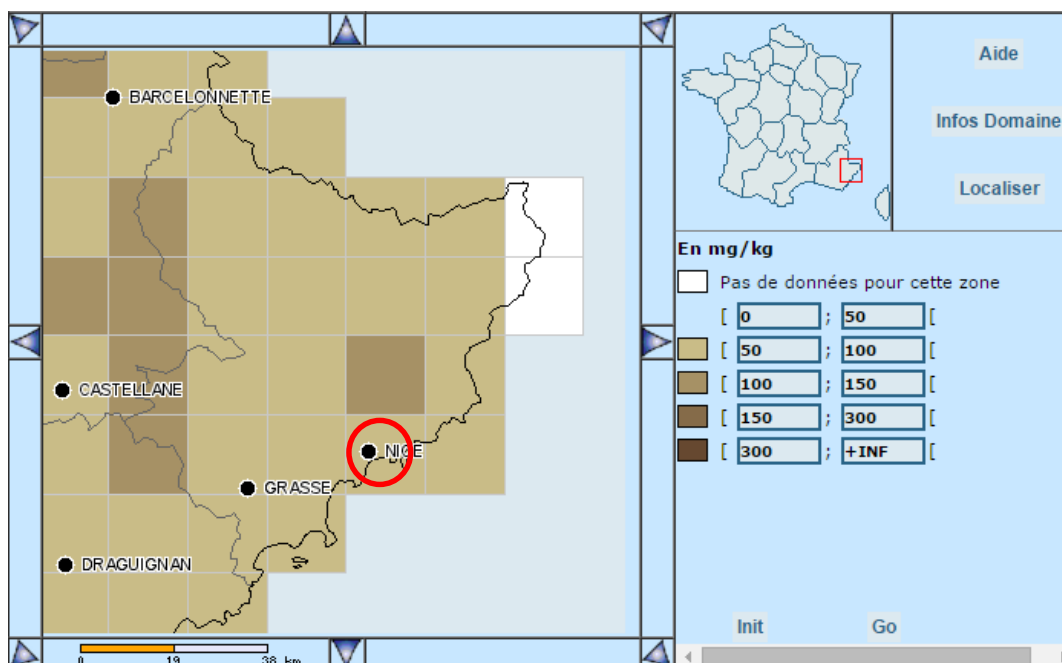 BARCELONNETTE
CASTELLANE
NICE
GRASSE
DRAGUIGNAN
0 19 38 km
Aide
Infos Domaine
Localiser
En mg/kg
Pas de données pour cette zone
[ 0 ; 50 [
[ 50 ; 100 [
[ 100 ; 150 [
[ 150 ; 300 [
[ 300 ; +INF [
Init Go